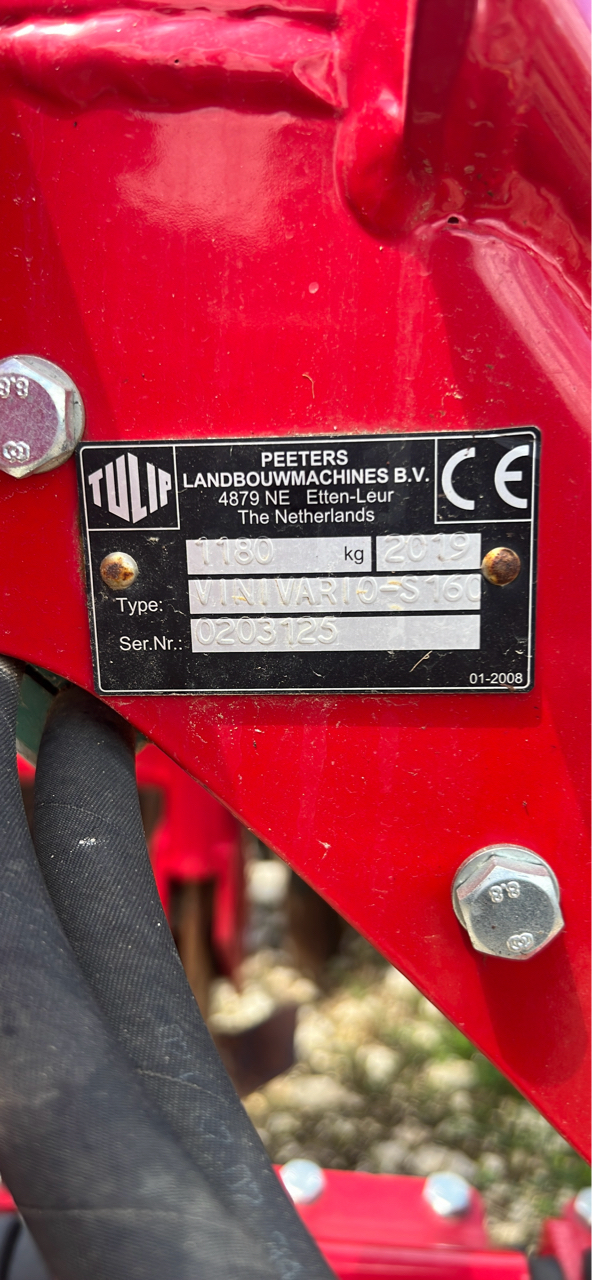 8.8
TULIP
PEETERS
LANDBOUWMACHINES B.V.
4879 NE Etten-Leur
The Netherlands
CE
1180 kg 2019
Type: VINIVARIO-S160
Ser.Nr.: 0203125
01-2008
8.8